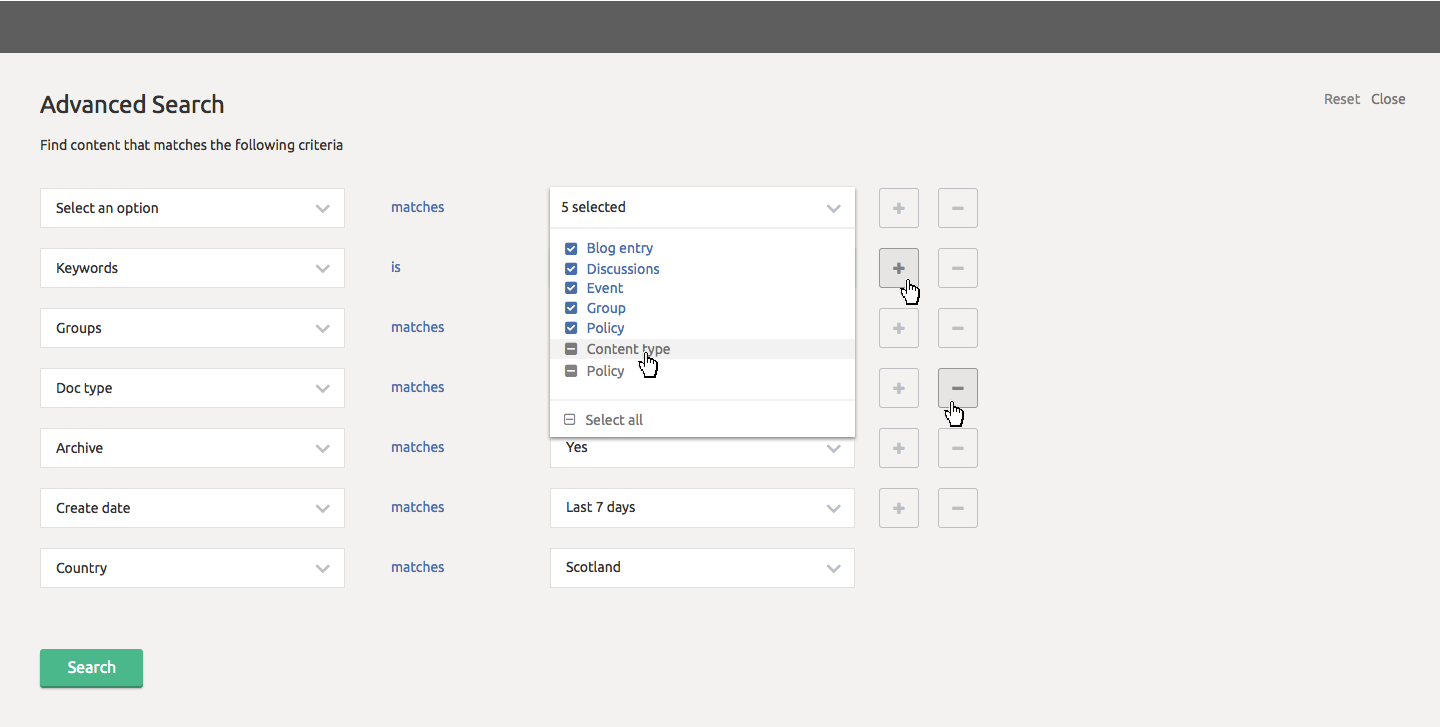 Advanced Search
Reset Close
Find content that matches the following criteria
Select an option matches 5 selected
Blog entry
Keywords is
Discussions
Event
Group
Groups matches Policy
Content type
Policy
Doc type matches
Select all
Archive matches Yes
Create date matches Last 7 days
Country matches Scotland
Search